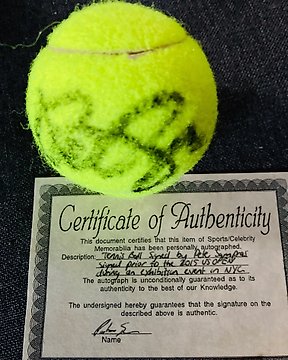 Certificate of Authenticity
This document certifies that this item of Sports/Celebrity
Memorabilia has been personally autographed.
Description: Tennis Ball signed by Pete Sampras
signed prior to the 2015 US OPEN
during an exhibition event in NYC.
The autograph is unconditionally guaranteed as to its
authenticity to the best of our Knowledge.
The undersigned hereby guarantees that the signature on
the described above is authentic.
Name